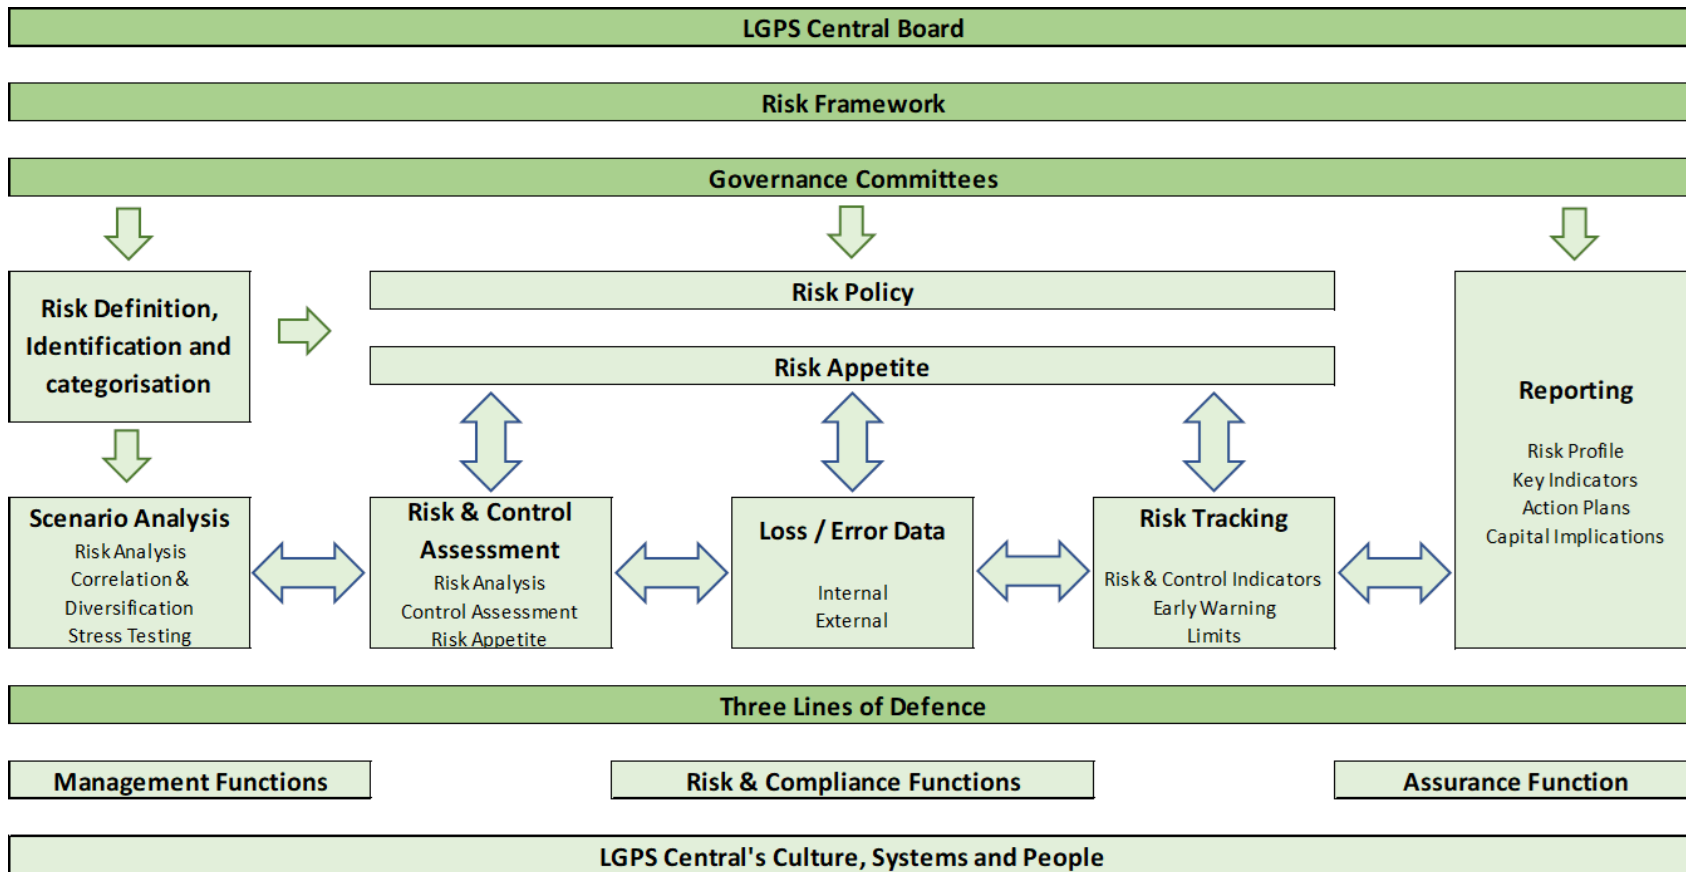 LGPS Central Board
Risk Framework
Governance Committees
Risk Definition,
Identification and
categorisation
Risk Policy
Risk Appetite
Reporting
Risk Profile
Key Indicators
Action Plans
Capital Implications
Scenario Analysis
Risk Analysis
Correlation &
Diversification
Stress Testing
Risk & Control
Assessment
Risk Analysis
Control Assessment
Risk Appetite
Loss / Error Data
Internal
External
Risk Tracking
Risk & Control Indicators
Early Warning
Limits
Three Lines of Defence
Management Functions
Risk & Compliance Functions
Assurance Function
LGPS Central's Culture, Systems and People